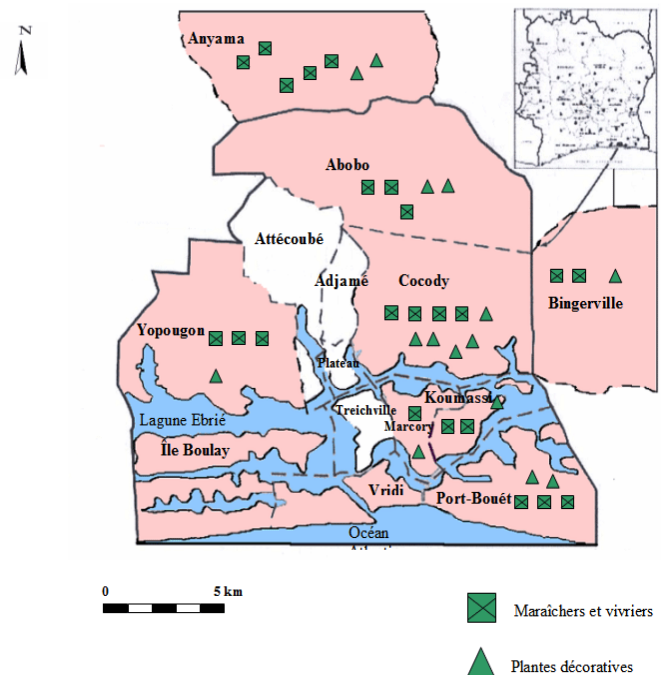 Anyama
N
Abobo
Attécoubé
Adjamé
Cocody
Bingerville
Yopougon
Plateau
Koumassi
Treichville
Marcory
Lagune Ebrié
Île Boulay
Vridi
Port-Bouét
Océan
0 5 km
Maraîchers et vivriers
Plantes décoratives